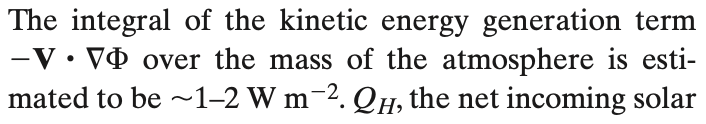 The integral of the kinetic energy generation term
−V · ∇Φ over the mass of the atmosphere is esti-
mated to be ~1–2 W m⁻². Q_H, the net incoming solar